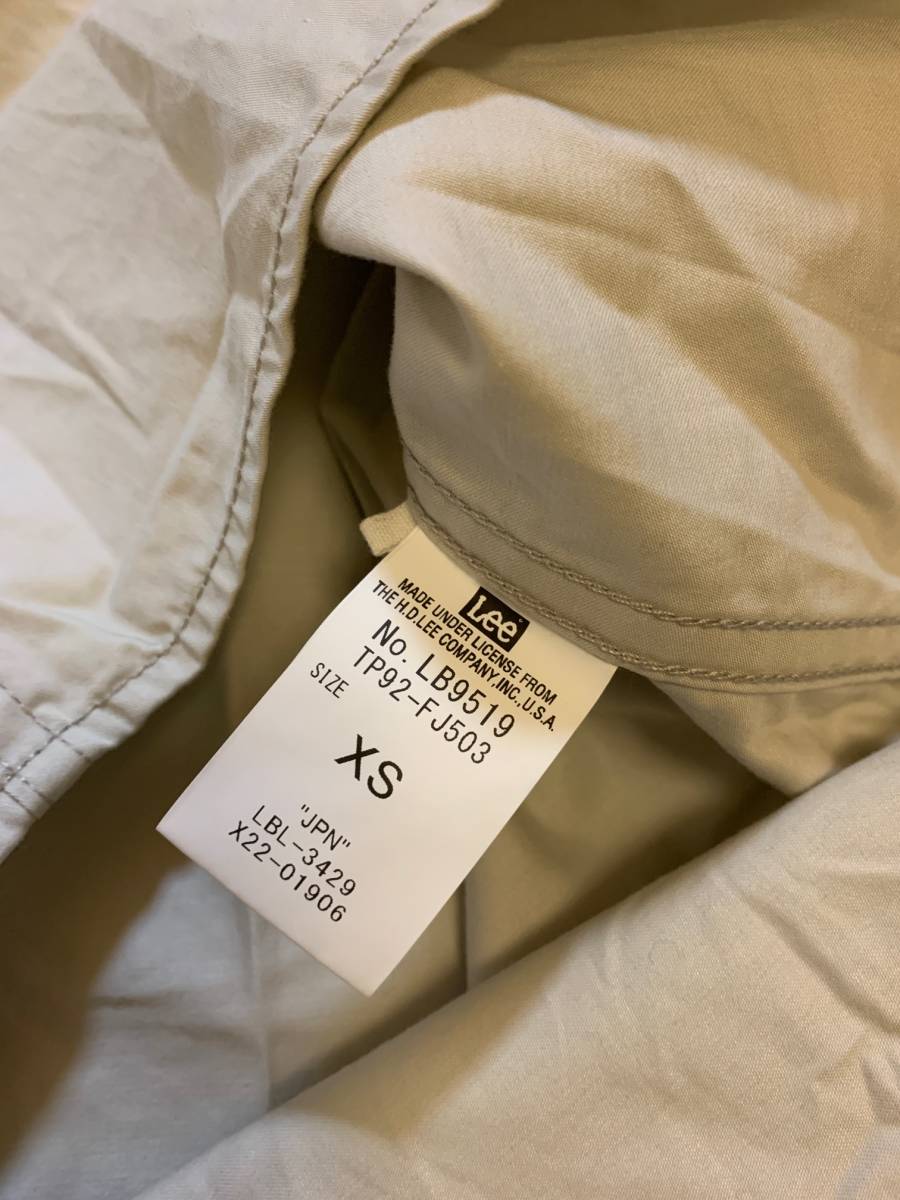 Lee
MADE UNDER LICENSE FROM
THE H.D.LEE COMPANY,INC.,U.S.A.
No. LB9519
TP92-FJ503
SIZE
XS
"JPN"
LBL-3429
X22-01906